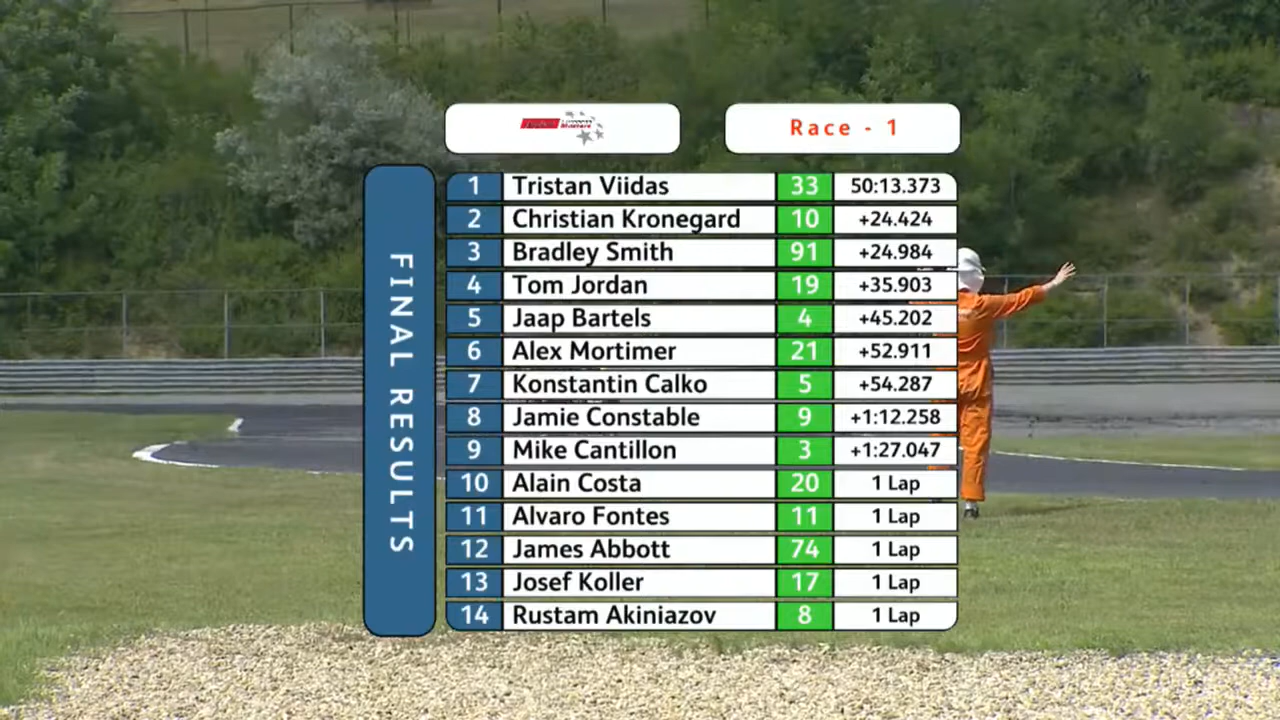 Race - 1
FINAL RESULTS
1 Tristan Viidas 33 50:13.373
2 Christian Kronegard 10 +24.424
3 Bradley Smith 91 +24.984
4 Tom Jordan 19 +35.903
5 Jaap Bartels 4 +45.202
6 Alex Mortimer 21 +52.911
7 Konstantin Calko 5 +54.287
8 Jamie Constable 9 +1:12.258
9 Mike Cantillon 3 +1:27.047
10 Alain Costa 20 1 Lap
11 Alvaro Fontes 11 1 Lap
12 James Abbott 74 1 Lap
13 Josef Koller 17 1 Lap
14 Rustam Akiniazov 8 1 Lap